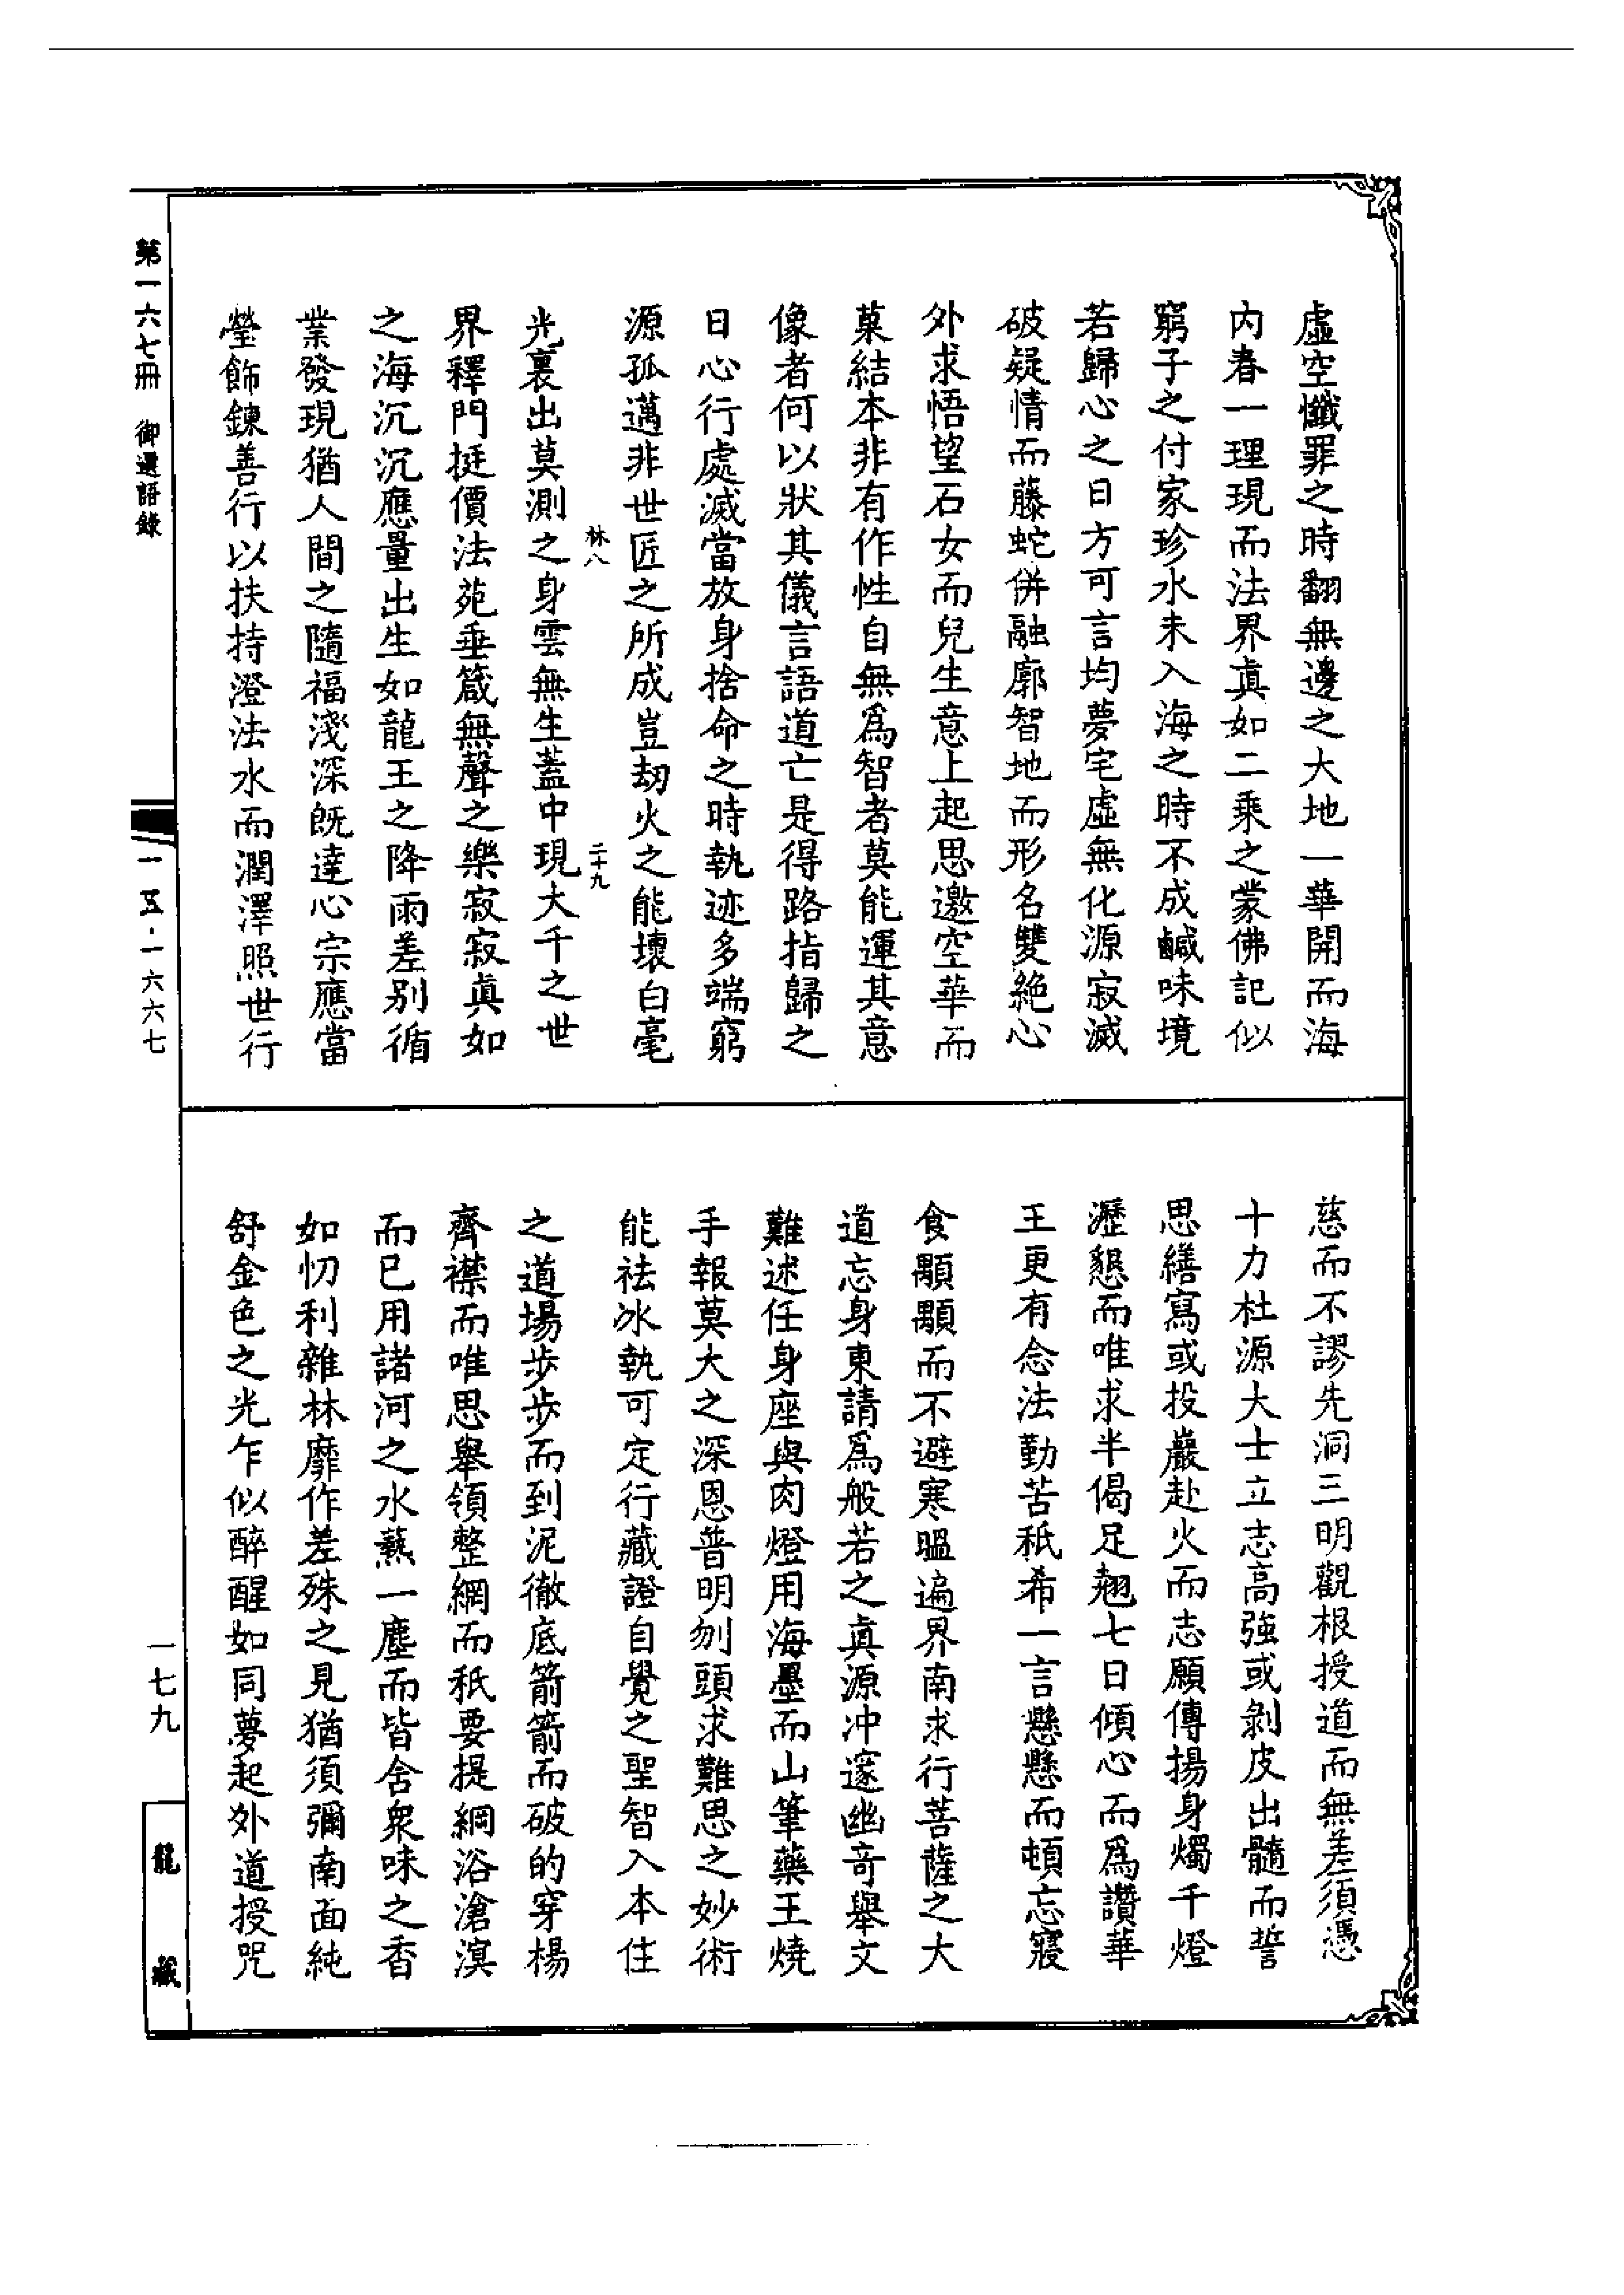 虛空懺罪之時翻無邊之大地一華開而海
内春一理現而法界眞如二乘之蒙佛記似
窮子之付家珍水未入海之時不成鹹味境
若歸心之日方可言均夢宅虛無化源寂滅
破疑情而藤蛇併融廓智地而形名雙絶心
外求悟望石女而兒生意上起思邀空華而
菓結本非有作性自無爲智者莫能運其意
像者何以狀其儀言語道亡是得路指歸之
日心行處滅當放身捨命之時執迹多端窮
源孤邁非世匠之所成豈劫火之能壞白毫
林八 二十九
光裏出莫測之身雲無生蓋中現大千之世
界釋門挺價法苑垂箴無聲之樂寂寂眞如
之海沉沉應量出生如龍王之降雨差别循
業發現猶人間之隨福淺深既達心宗應當
瑩飾鍊善行以扶持澄法水而潤澤照世行
慈而不謬先洞三明觀根授道而無差須憑
十力杜源大士立志高強或剝皮出髓而誓
思繕寫或投巖赴火而志願傳揚身燭千燈
瀝懇而唯求半偈足翹七日傾心而爲讚華
王更有念法勤苦秖希一言懸懸而頓忘寢
食顒顒而不避寒暄遍界南求行菩薩之大
道忘身東請爲般若之眞源冲邃幽奇舉文
難述任身座與肉燈用海墨而山筆藥王燒
手報莫大之深恩普明刎頭求難思之妙術
能祛冰執可定行藏證自覺之聖智入本住
之道場步步而到泥徹底箭箭而破的穿楊
齊襟而唯思舉領整網而秖要提綱浴滄溟
而已用諸河之水爇一塵而皆舍衆味之香
如忉利雜林靡作差殊之見猶須彌南面純
舒金色之光乍似醉醒如同夢起外道授咒
第一六七冊 御選語錄
一五·一六六七
一七九
龍藏